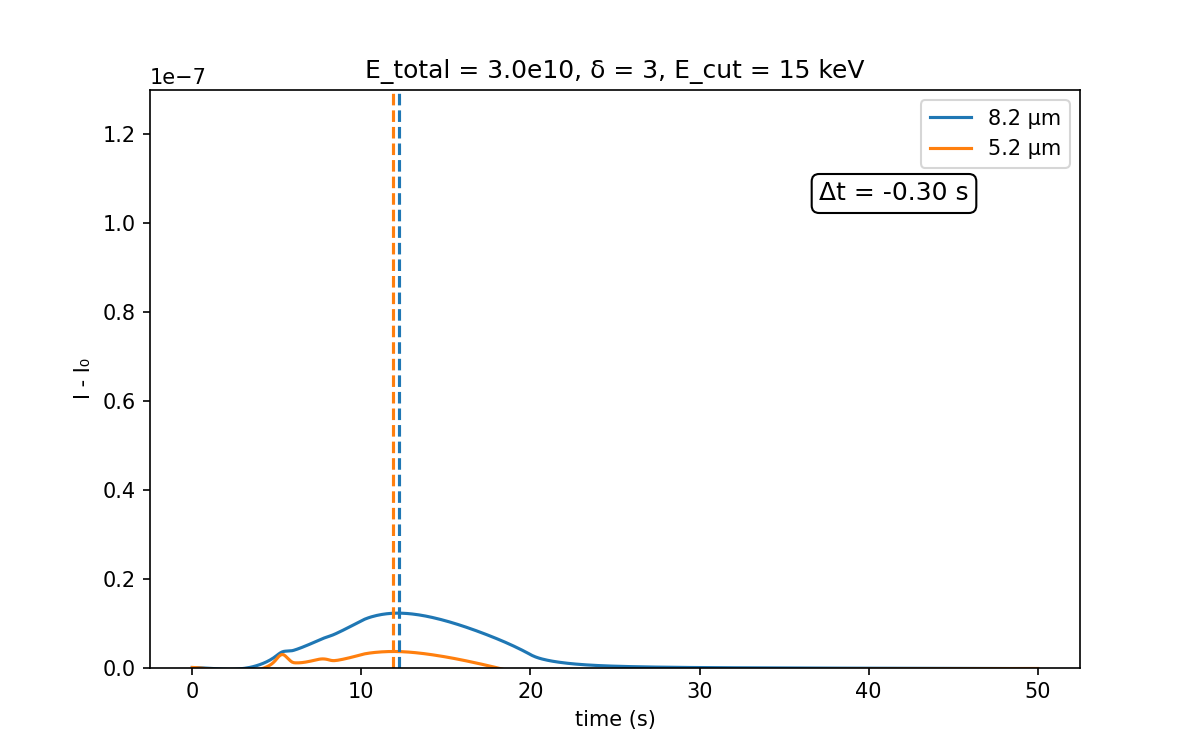 E_total = 3.0e10, δ = 3, E_cut = 15 keV
1e−7
8.2 μm
5.2 μm
Δt = -0.30 s
1.2
1.0
0.8
0.6
0.4
0.2
0.0
I - I₀
0 10 20 30 40 50
time (s)